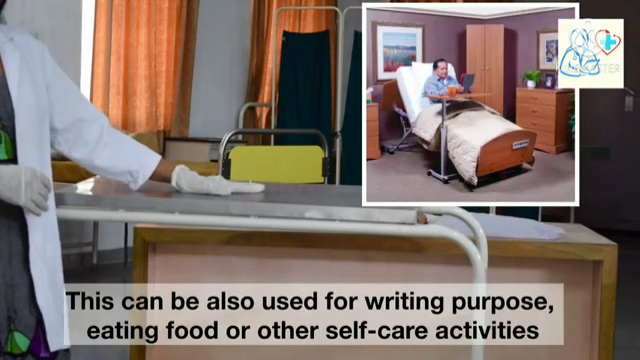 This can be also used for writing purpose,
eating food or other self-care activities